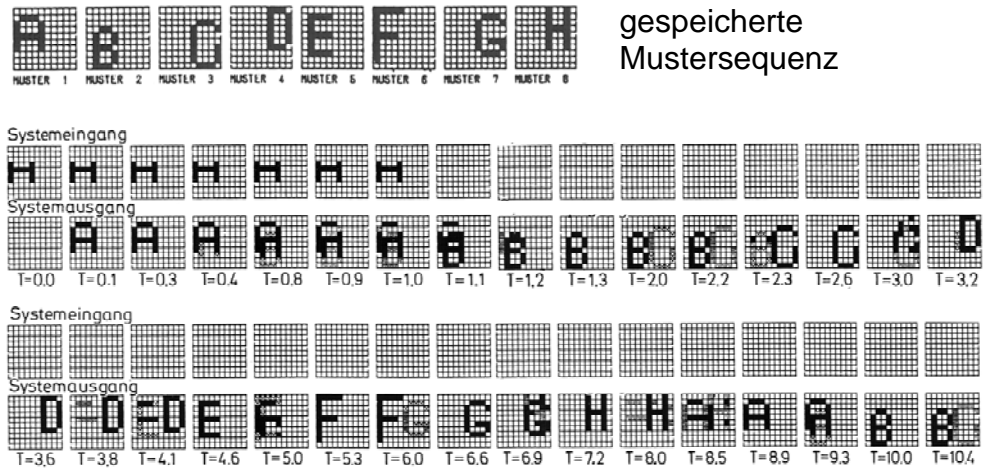 gespeicherte
Mustersequenz
MUSTER 1 MUSTER 2 MUSTER 3 MUSTER 4 MUSTER 5 MUSTER 6 MUSTER 7 MUSTER 8
Systemeingang
Systemausgang
T=0.0 T=0.1 T=0.3 T=0.4 T=0.8 T=0.9 T=1.0 T=1.1 T=1.2 T=1.3 T=2.0 T=2.2 T=2.3 T=2.6 T=3.0 T=3.2
Systemeingang
Systemausgang
T=3.6 T=3.8 T=4.1 T=4.6 T=5.0 T=5.3 T=6.0 T=6.6 T=6.9 T=7.2 T=8.0 T=8.5 T=8.9 T=9.3 T=10.0 T=10.4